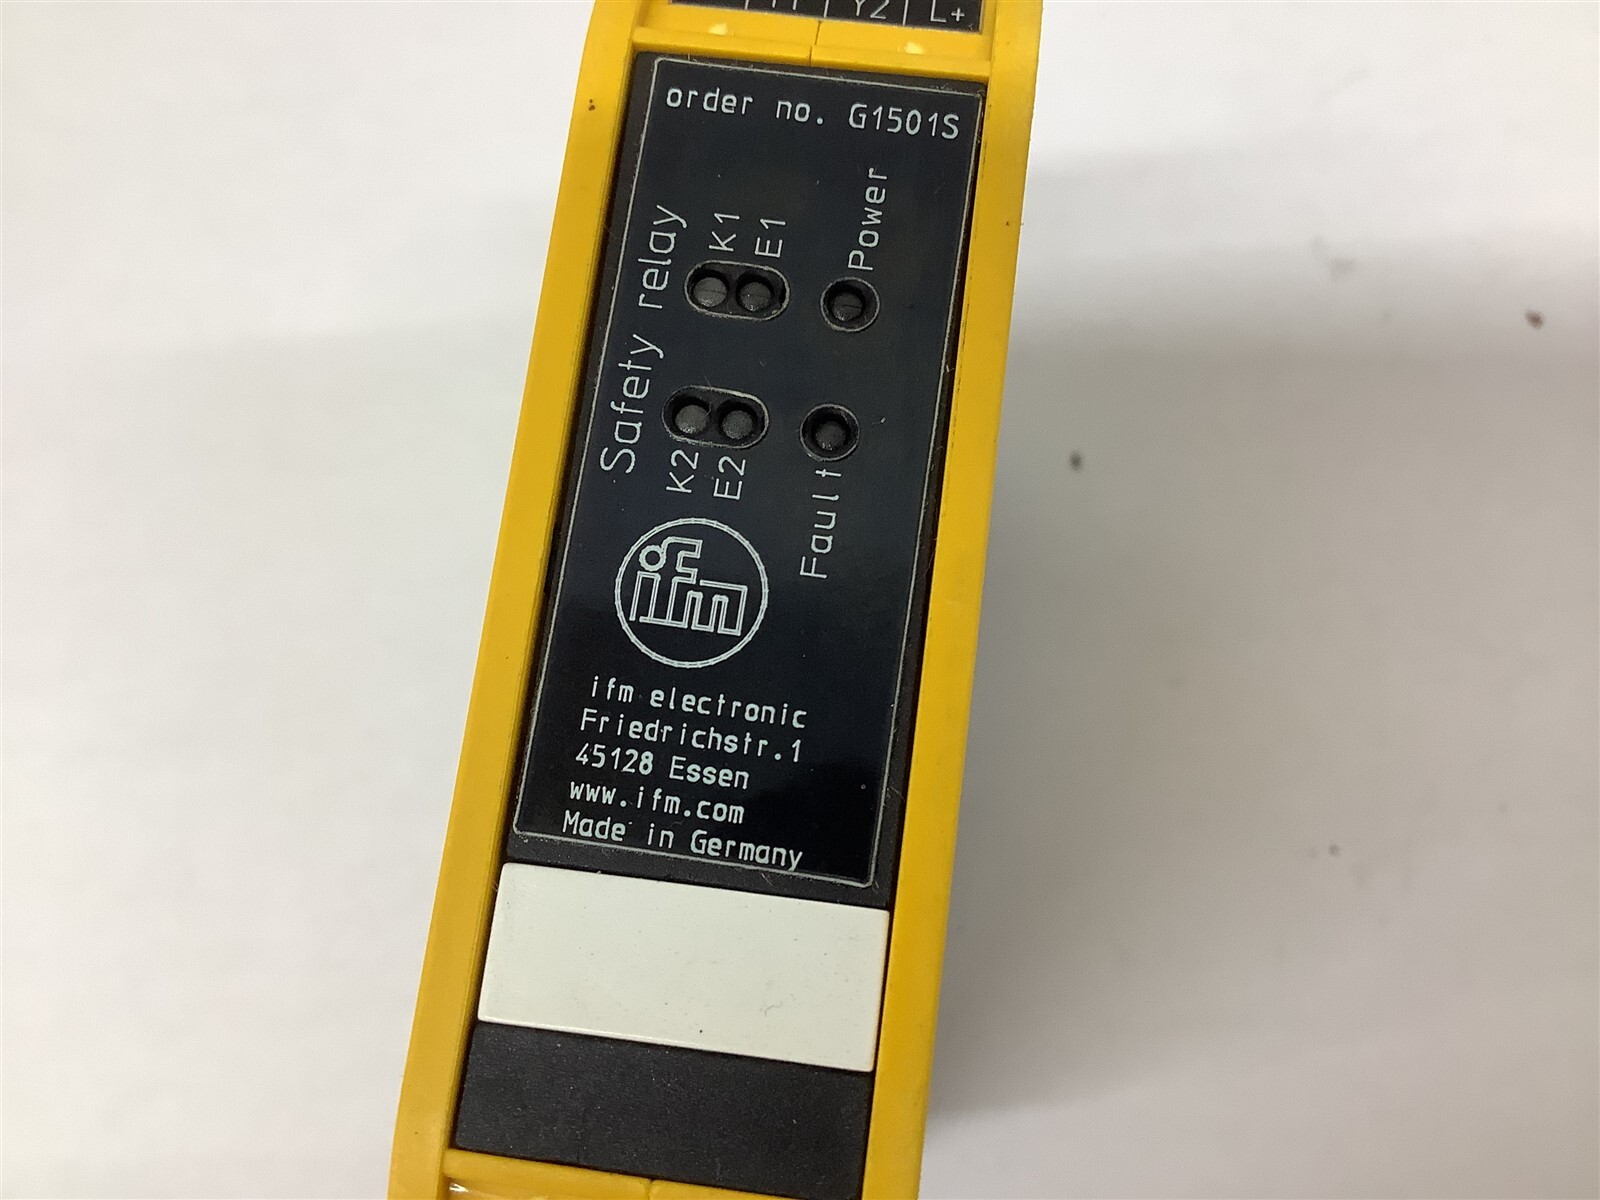 Y2 L+
order no. G1501S
Safety relay
K1 E1 Power
K2 E2 Fault
ifm
ifm electronic
Friedrichstr.1
45128 Essen
www.ifm.com
Made in Germany